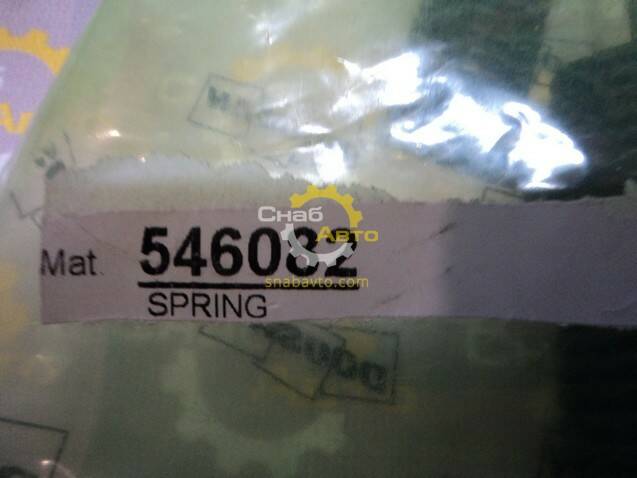 Снаб
Авто
Mat. 546082
snabavto.com
SPRING